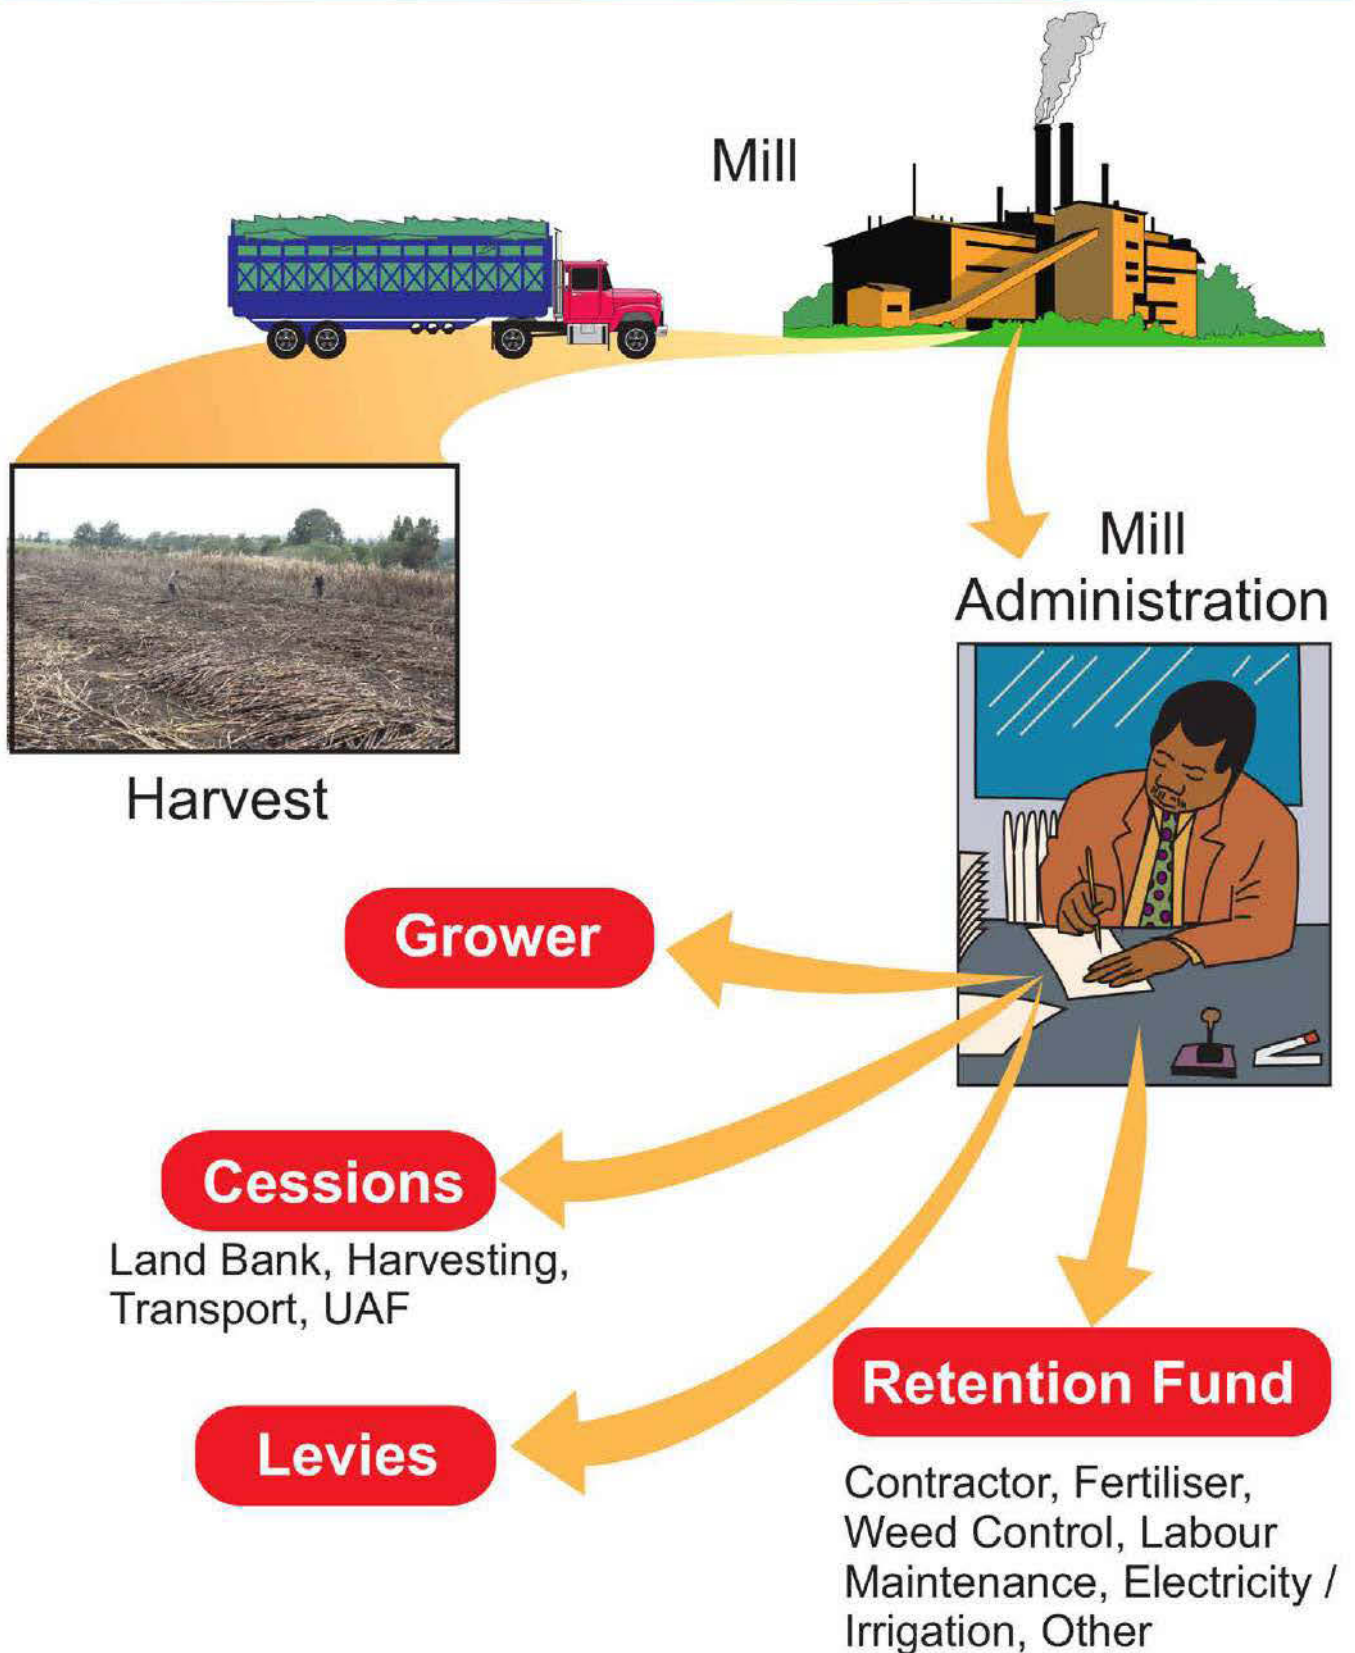 Mill
Mill
Administration
Harvest
Grower
Cessions
Land Bank, Harvesting,
Transport, UAF
Levies
Retention Fund
Contractor, Fertiliser,
Weed Control, Labour
Maintenance, Electricity /
Irrigation, Other